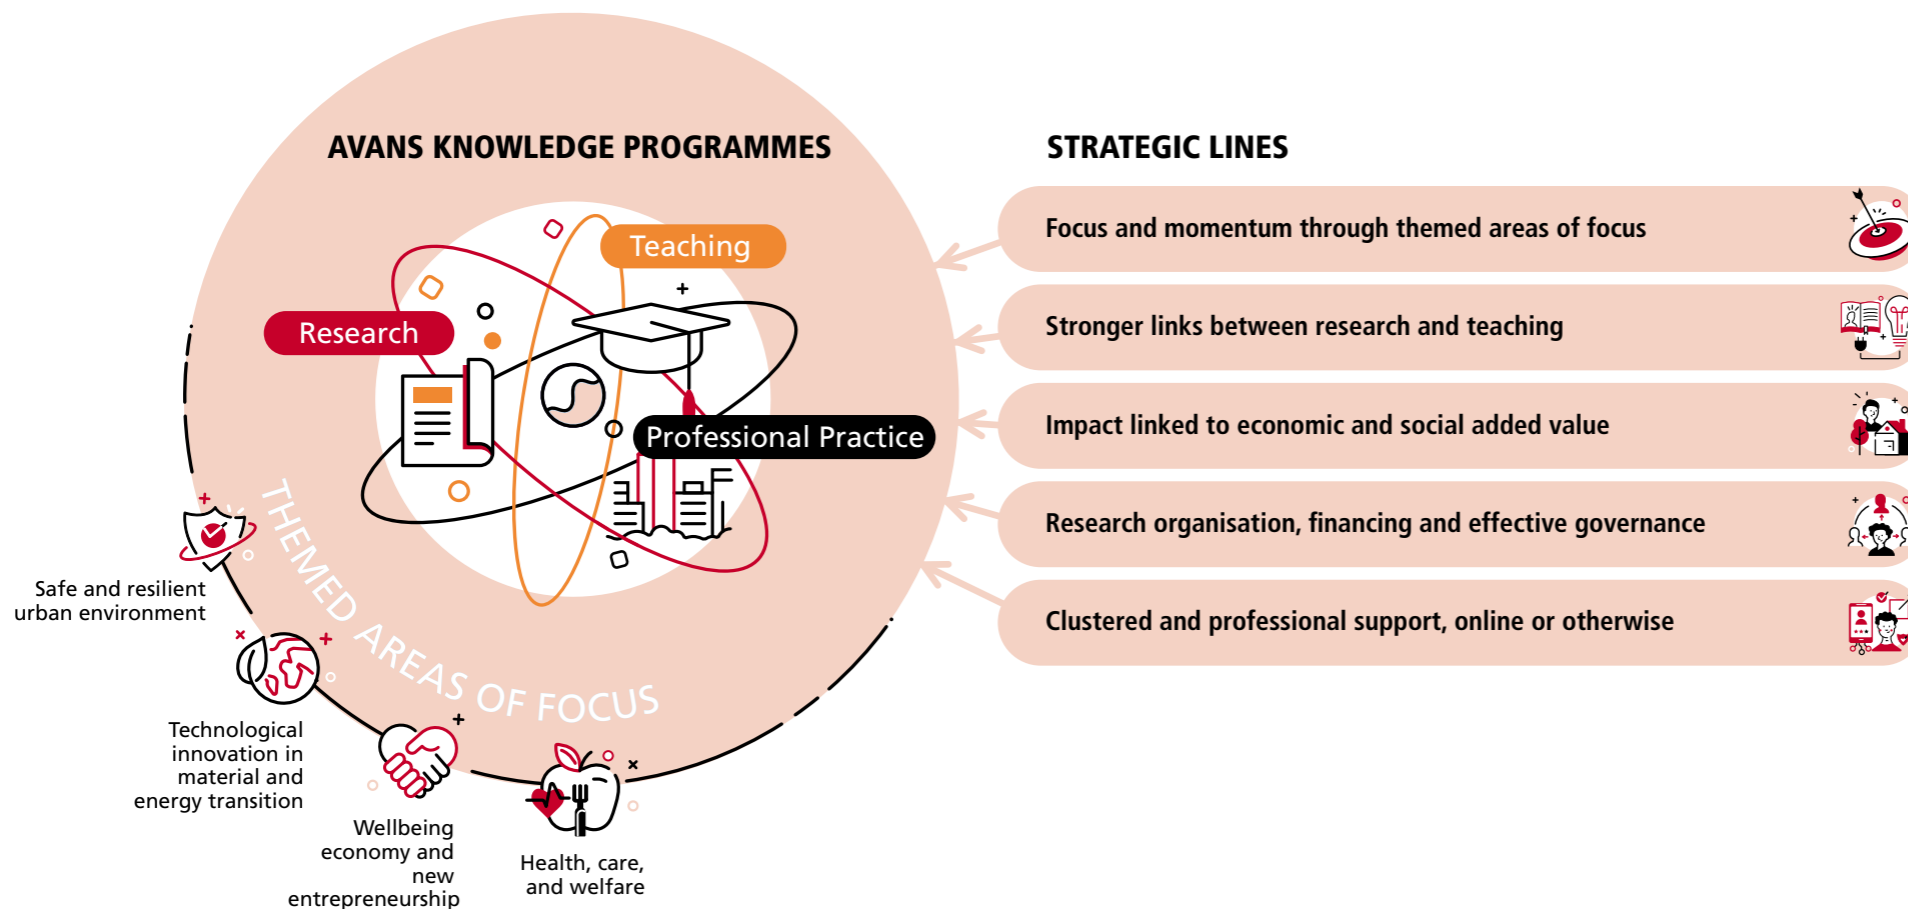 AVANS KNOWLEDGE PROGRAMMES
Teaching
Research
Professional Practice
THEMED AREAS OF FOCUS
Safe and resilient
urban environment
Technological
innovation in
material and
energy transition
Wellbeing
economy and
new
entrepreneurship
Health, care,
and welfare
STRATEGIC LINES
Focus and momentum through themed areas of focus
Stronger links between research and teaching
Impact linked to economic and social added value
Research organisation, financing and effective governance
Clustered and professional support, online or otherwise